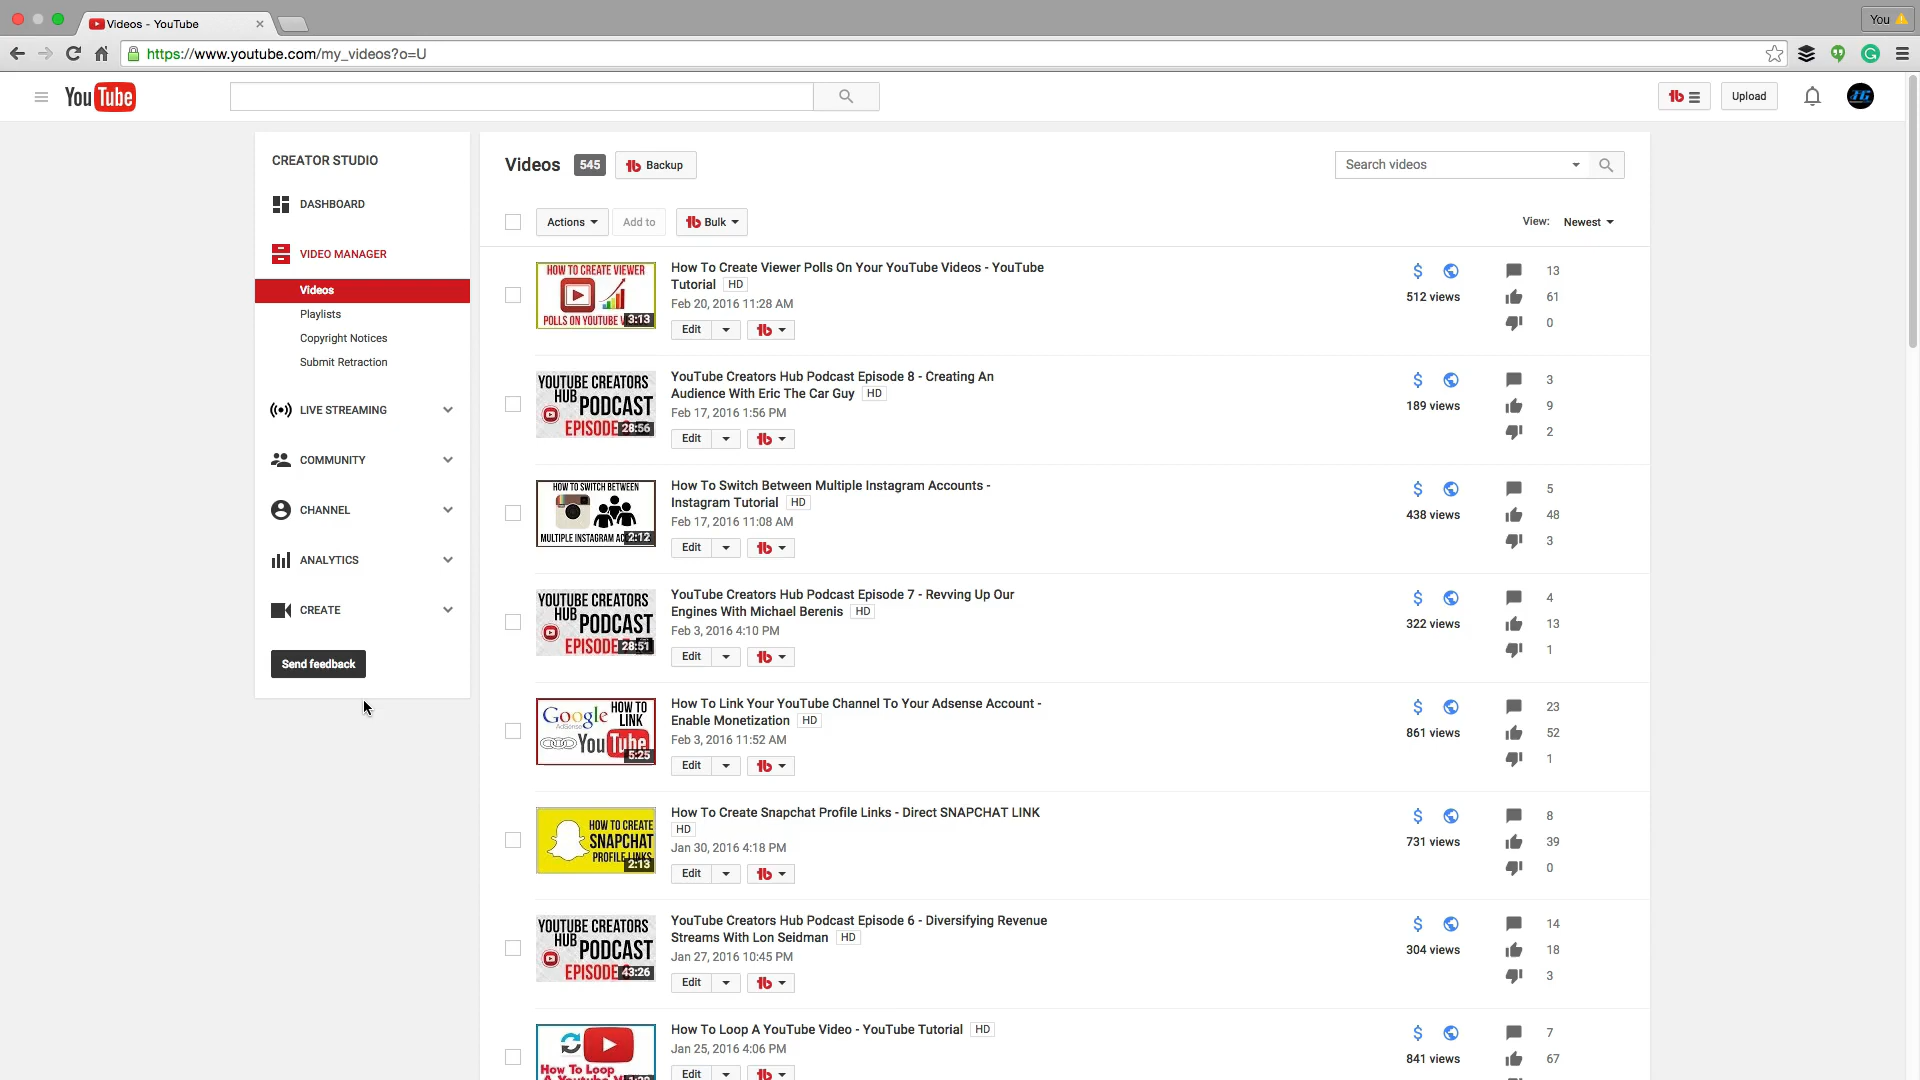 Videos - YouTube
You
https://www.youtube.com/my_videos?o=U
YouTube
Upload
CREATOR STUDIO
DASHBOARD
VIDEO MANAGER
Videos
Playlists
Copyright Notices
Submit Retraction
LIVE STREAMING
COMMUNITY
CHANNEL
ANALYTICS
CREATE
Send feedback
Videos 545 Backup
Search videos
Actions Add to Bulk
View: Newest
HOW TO CREATE VIEWER
POLLS ON YOUTUBE
3:13
How To Create Viewer Polls On Your YouTube Videos - YouTube
Tutorial HD
Feb 20, 2016 11:28 AM
Edit
$
512 views
13
61
0
YOUTUBE CREATORS
HUB PODCAST
EPISODE
28:56
YouTube Creators Hub Podcast Episode 8 - Creating An
Audience With Eric The Car Guy HD
Feb 17, 2016 1:56 PM
Edit
$
189 views
3
9
2
HOW TO SWITCH BETWEEN
MULTIPLE INSTAGRAM AC
2:12
How To Switch Between Multiple Instagram Accounts -
Instagram Tutorial HD
Feb 17, 2016 11:08 AM
Edit
$
438 views
5
48
3
YOUTUBE CREATORS
HUB PODCAST
EPISODE
28:51
YouTube Creators Hub Podcast Episode 7 - Revving Up Our
Engines With Michael Berenis HD
Feb 3, 2016 4:10 PM
Edit
$
322 views
4
13
1
Google HOW TO
AdSense LINK
YouTube
5:25
How To Link Your YouTube Channel To Your Adsense Account -
Enable Monetization HD
Feb 3, 2016 11:52 AM
Edit
$
861 views
23
52
1
HOW TO CREATE
SNAPCHAT
PROFILE LINKS
2:13
How To Create Snapchat Profile Links - Direct SNAPCHAT LINK
HD
Jan 30, 2016 4:18 PM
Edit
$
731 views
8
39
0
YOUTUBE CREATORS
HUB PODCAST
EPISODE
43:26
YouTube Creators Hub Podcast Episode 6 - Diversifying Revenue
Streams With Lon Seidman HD
Jan 27, 2016 10:45 PM
Edit
$
304 views
14
18
3
How To Loop
How To Loop A YouTube Video - YouTube Tutorial HD
Jan 25, 2016 4:06 PM
Edit
$
841 views
7
67